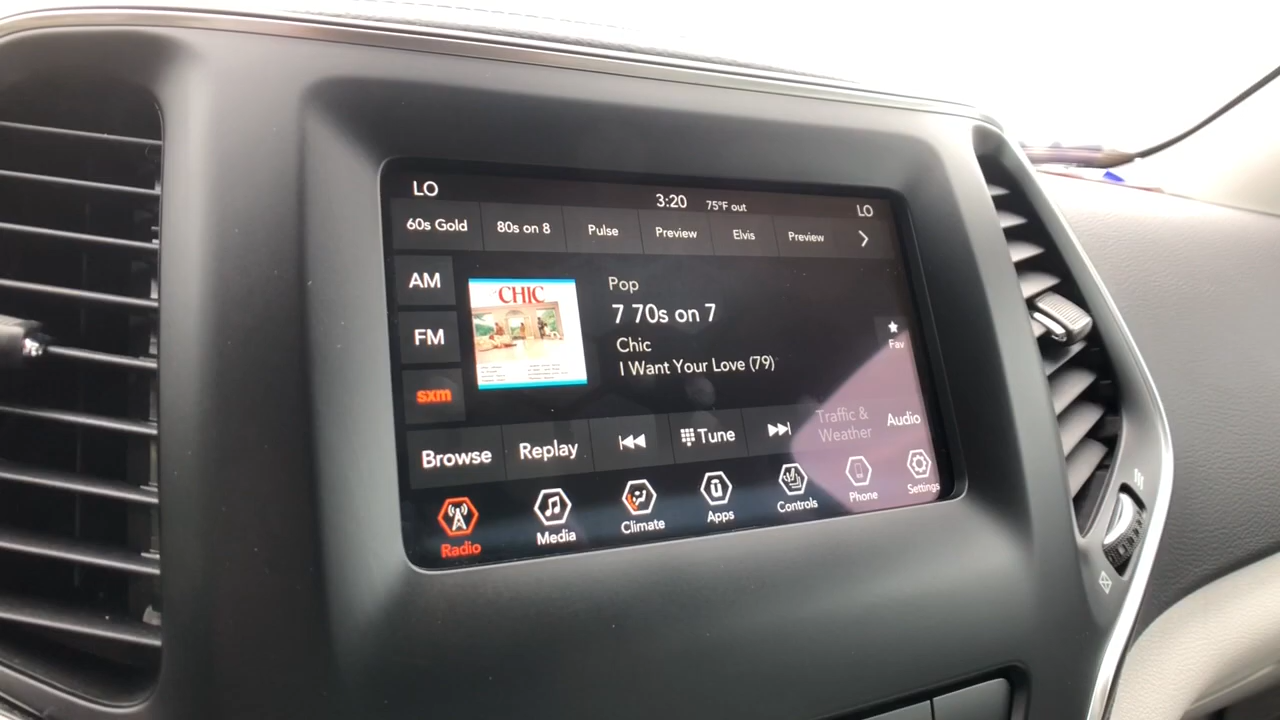 LO 3:20 75°F out LO
60s Gold 80s on 8 Pulse Preview Elvis Preview
AM
FM
sxm
CHIC
Pop
7 70s on 7
Chic
I Want Your Love (79)
Fav
Browse Replay Tune Traffic & Weather Audio
Radio Media Climate Apps Controls Phone Settings